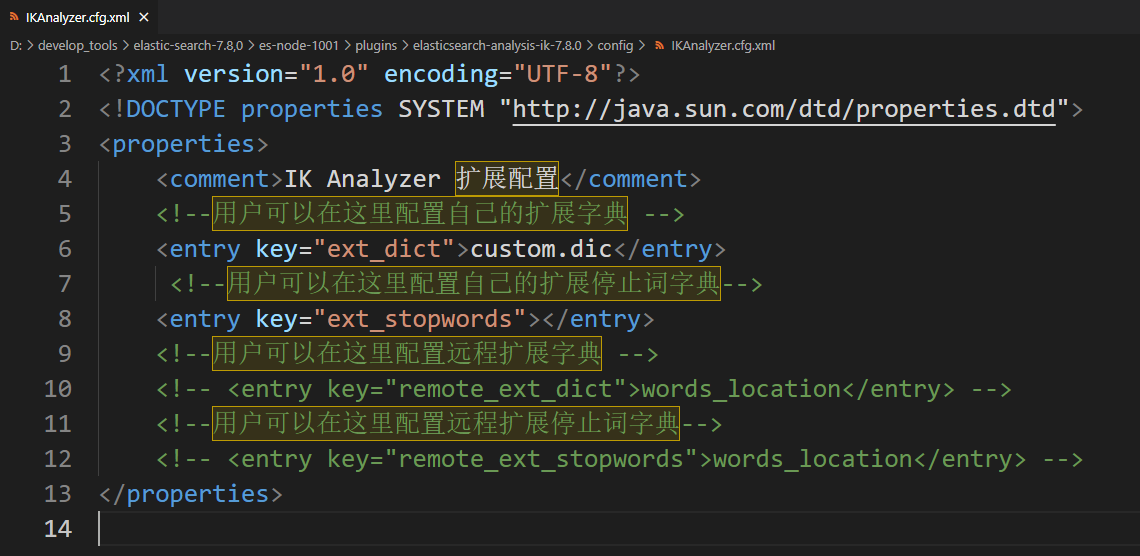 IKAnalyzer.cfg.xml ×
D: > develop_tools > elastic-search-7.8,0 > es-node-1001 > plugins > elasticsearch-analysis-ik-7.8.0 > config > IKAnalyzer.cfg.xml
1 <?xml version="1.0" encoding="UTF-8"?>
2 <!DOCTYPE properties SYSTEM "http://java.sun.com/dtd/properties.dtd">
3 <properties>
4     <comment>IK Analyzer 扩展配置</comment>
5     <!--用户可以在这里配置自己的扩展字典 -->
6     <entry key="ext_dict">custom.dic</entry>
7      <!--用户可以在这里配置自己的扩展停止词字典-->
8     <entry key="ext_stopwords"></entry>
9     <!--用户可以在这里配置远程扩展字典 -->
10     <!-- <entry key="remote_ext_dict">words_location</entry> -->
11     <!--用户可以在这里配置远程扩展停止词字典-->
12     <!-- <entry key="remote_ext_stopwords">words_location</entry> -->
13 </properties>
14